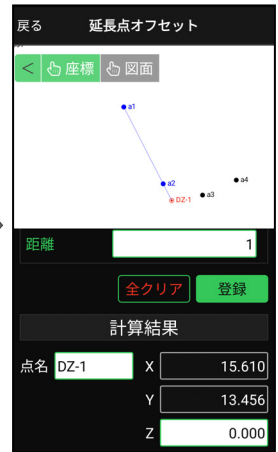 戻る 延長点オフセット
< 座標 図面
a1
a2
a4
a3
DZ-1
距離 1
全クリア 登録
計算結果
点名 DZ-1 X 15.610
Y 13.456
Z 0.000